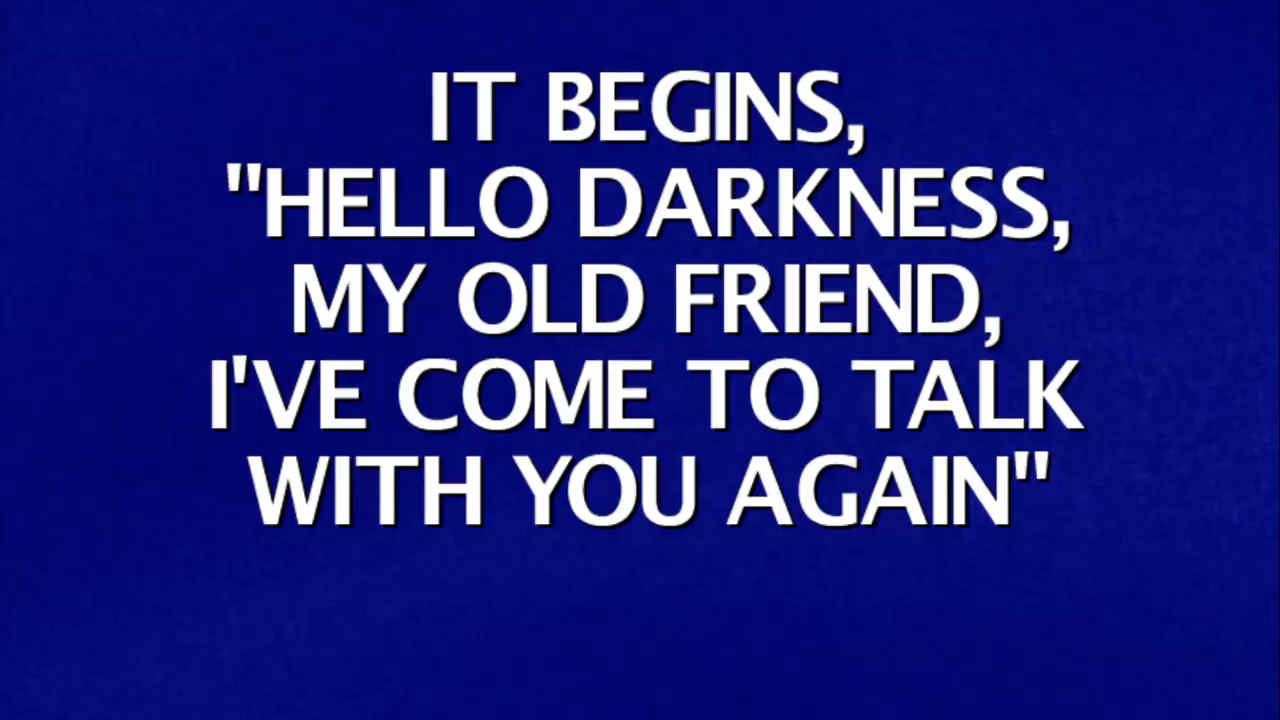 IT BEGINS,
"HELLO DARKNESS,
MY OLD FRIEND,
I'VE COME TO TALK
WITH YOU AGAIN"